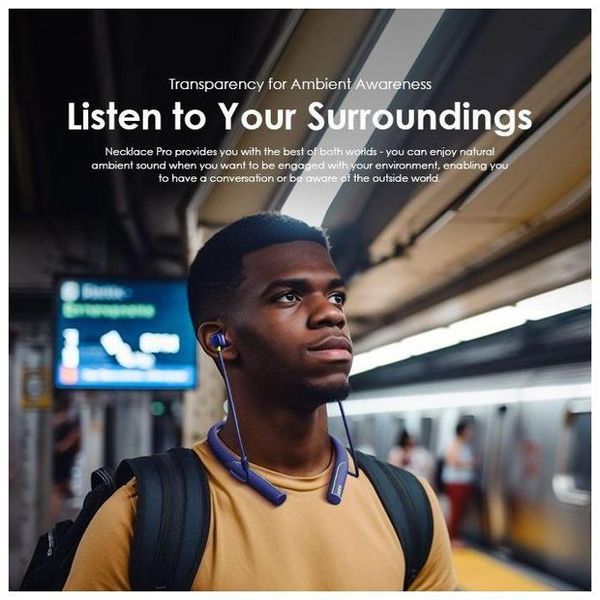 Transparency for Ambient Awareness
Listen to Your Surroundings
Necklace Pro provides you with the best of both worlds - you can enjoy natural
ambient sound when you want to be engaged with your environment, enabling you
to have a conversation or be aware of the outside world.